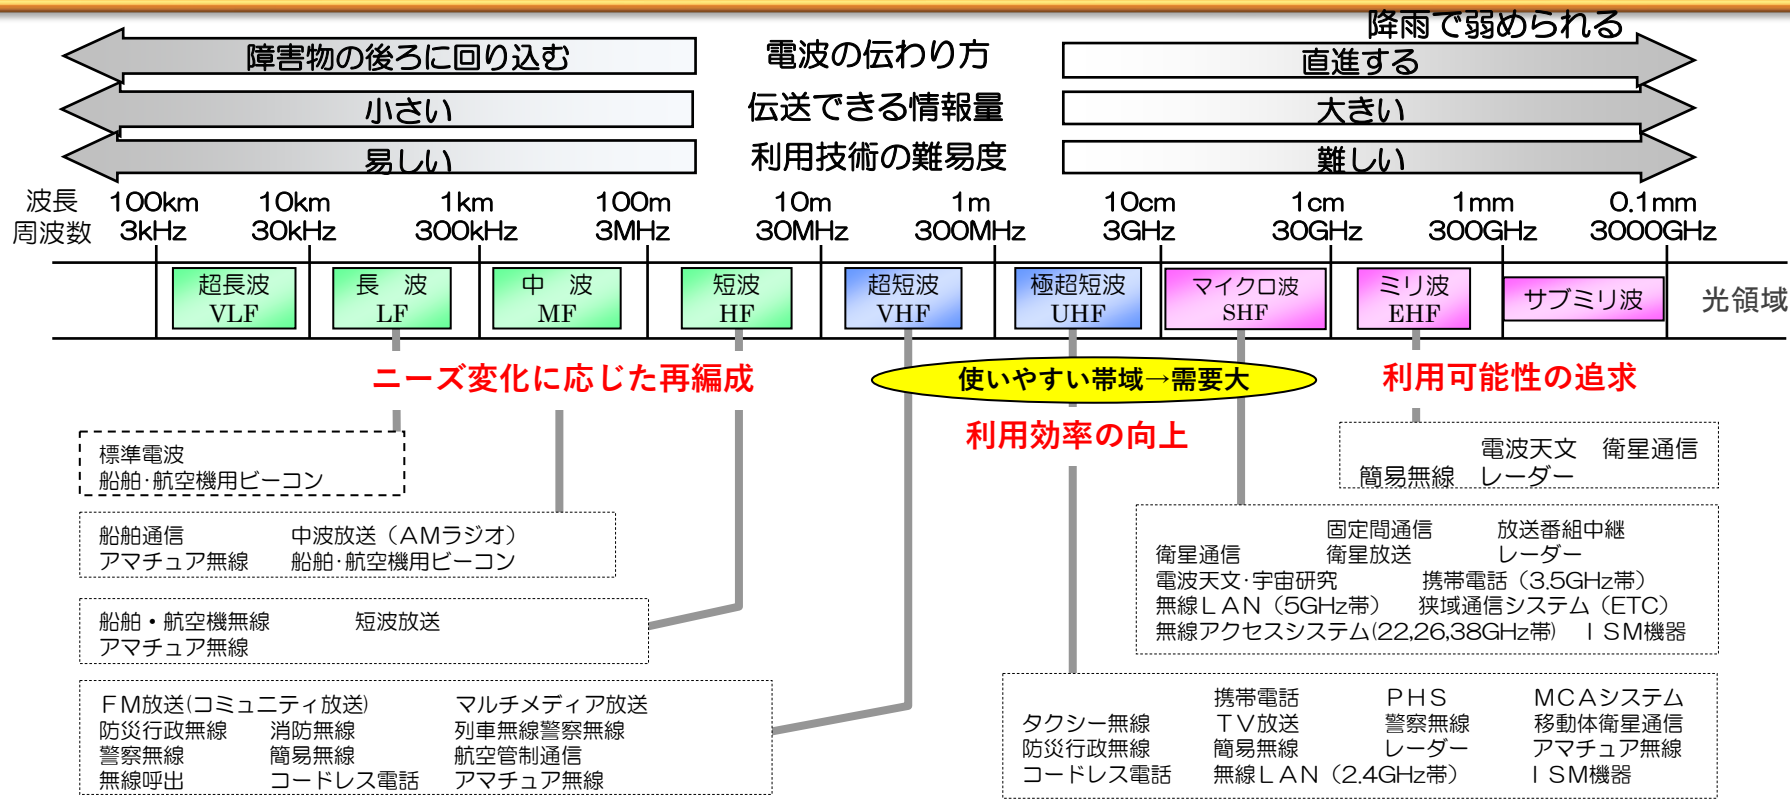 降雨で弱められる
障害物の後ろに回り込む 電波の伝わり方 直進する
小さい 伝送できる情報量 大きい
易しい 利用技術の難易度 難しい
波長 100km 10km 1km 100m 10m 1m 10cm 1cm 1mm 0.1mm
周波数 3kHz 30kHz 300kHz 3MHz 30MHz 300MHz 3GHz 30GHz 300GHz 3000GHz
超長波 長 波 中 波 短波 超短波 極超短波 マイクロ波 ミリ波 サブミリ波 光領域
VLF LF MF HF VHF UHF SHF EHF
ニーズ変化に応じた再編成 使いやすい帯域→需要大 利用可能性の追求
利用効率の向上
標準電波
船舶·航空機用ビーコン
電波天文 衛星通信
簡易無線 レーダー
船舶通信 中波放送（AMラジオ）
アマチュア無線 船舶·航空機用ビーコン
固定間通信 放送番組中継
衛星通信 衛星放送 レーダー
電波天文·宇宙研究 携帯電話（3.5GHz帯）
無線LAN（5GHz帯） 狭域通信システム（ETC）
無線アクセスシステム(22,26,38GHz帯) ISM機器
船舶・航空機無線 短波放送
アマチュア無線
FM放送(コミュニティ放送) マルチメディア放送
防災行政無線 消防無線 列車無線警察無線
警察無線 簡易無線 航空管制通信
無線呼出 コードレス電話 アマチュア無線
携帯電話 PHS MCAシステム
タクシー無線 TV放送 警察無線 移動体衛星通信
防災行政無線 簡易無線 レーダー アマチュア無線
コードレス電話 無線LAN（2.4GHz帯） ISM機器